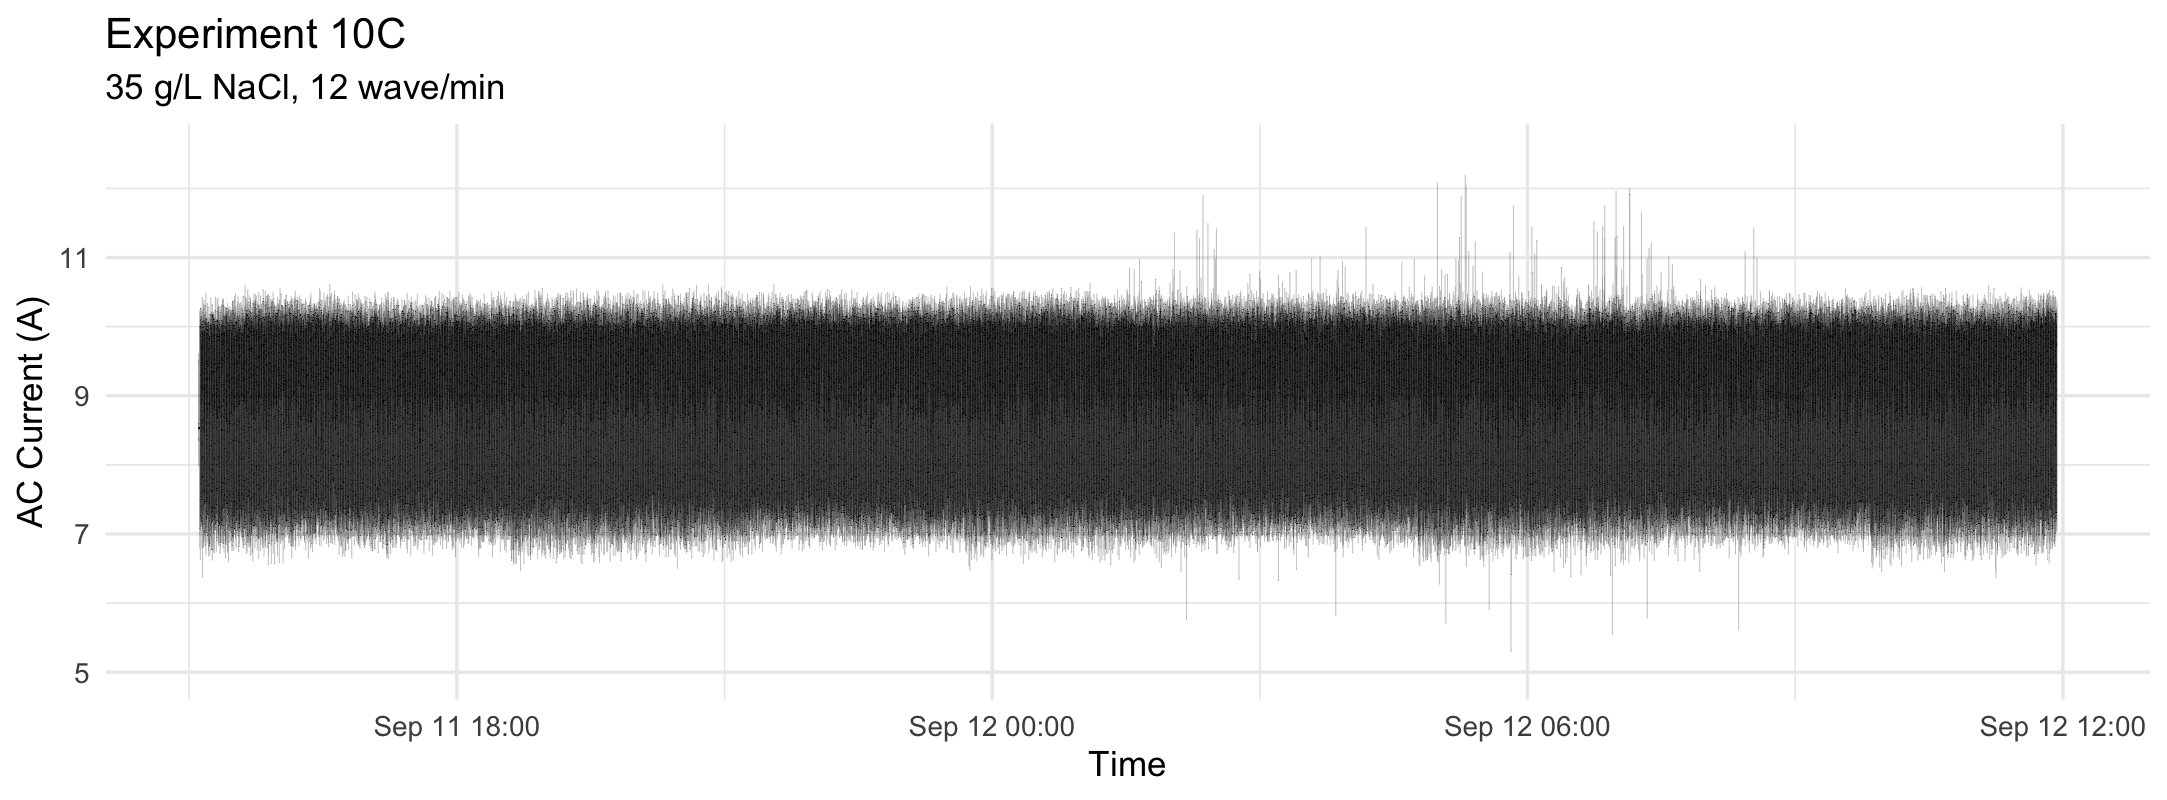 Experiment 10C
35 g/L NaCl, 12 wave/min
AC Current (A)
11
9
7
5
Sep 11 18:00
Sep 12 00:00
Sep 12 06:00
Sep 12 12:00
Time